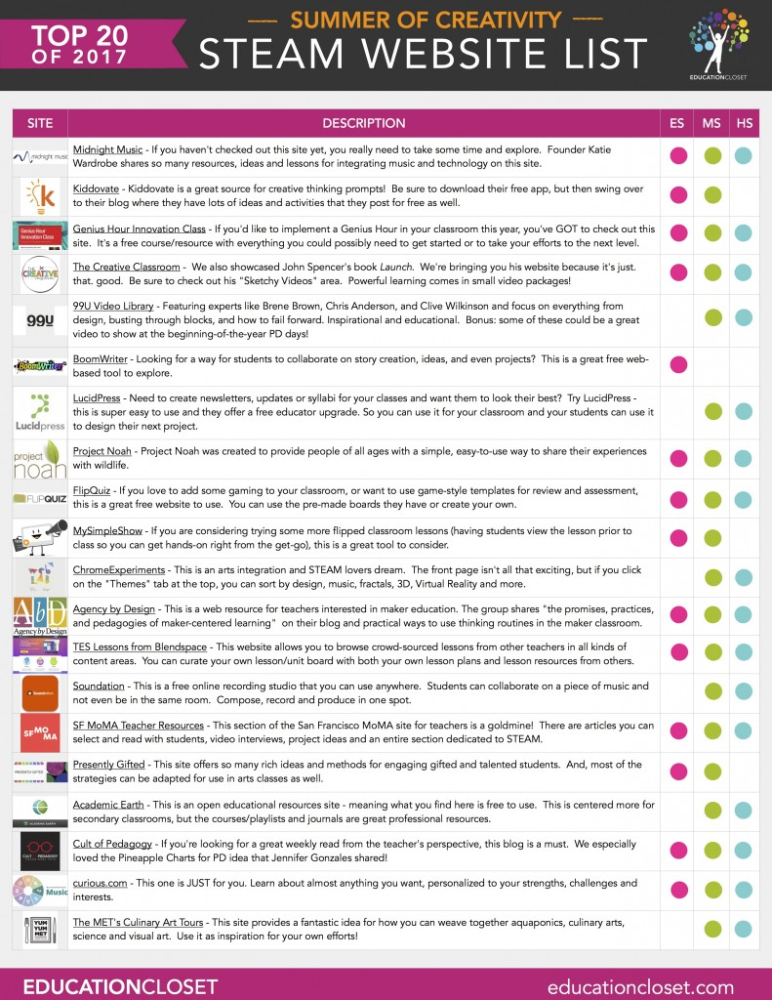 TOP 20
OF 2017
SUMMER OF CREATIVITY
STEAM WEBSITE LIST
EDUCATIONCLOSET
SITE DESCRIPTION ES MS HS
midnight music
Midnight Music - If you haven't checked out this site yet, you really need to take some time and explore. Founder Katie
Wardrobe shares so many resources, ideas and lessons for integrating music and technology on this site.
k
Kiddovate - Kiddovate is a great source for creative thinking prompts! Be sure to download their free app, but then swing over
to their blog where they have lots of ideas and activities that they post for free as well.
Genius Hour
Innovation Class
Genius Hour Innovation Class - If you'd like to implement a Genius Hour in your classroom this year, you've GOT to check out this
site. It's a free course/resource with everything you could possibly need to get started or to take your efforts to the next level.
THE
CREATIVE
The Creative Classroom - We also showcased John Spencer's book Launch. We're bringing you his website because it's just.
that. good. Be sure to check out his "Sketchy Videos" area. Powerful learning comes in small video packages!
99U
99U Video Library - Featuring experts like Brene Brown, Chris Anderson, and Clive Wilkinson and focus on everything from
design, busting through blocks, and how to fail forward. Inspirational and educational. Bonus: some of these could be a great
video to show at the beginning-of-the-year PD days!
BoomWriter
BoomWriter - Looking for a way for students to collaborate on story creation, ideas, and even projects? This is a great free web-
based tool to explore.
Lucidpress
LucidPress - Need to create newsletters, updates or syllabi for your classes and want them to look their best? Try LucidPress -
this is super easy to use and they offer a free educator upgrade. So you can use it for your classroom and your students can use it
to design their next project.
project
noah
Project Noah - Project Noah was created to provide people of all ages with a simple, easy-to-use way to share their experiences
with wildlife.
FLIPQUIZ
FlipQuiz - If you love to add some gaming to your classroom, or want to use game-style templates for review and assessment,
this is a great free website to use. You can use the pre-made boards they have or create your own.
MySimpleShow - If you are considering trying some more flipped classroom lessons (having students view the lesson prior to
class so you can get hands-on right from the get-go), this is a great tool to consider.
ChromeExperiments - This is an arts integration and STEAM lovers dream. The front page isn't all that exciting, but if you click
on the "Themes" tab at the top, you can sort by design, music, fractals, 3D, Virtual Reality and more.
AbD
Agency by Design
Agency by Design - This is a web resource for teachers interested in maker education. The group shares "the promises, practices,
and pedagogies of maker-centered learning" on their blog and practical ways to use thinking routines in the maker classroom.
TES Lessons from Blendspace - This website allows you to browse crowd-sourced lessons from other teachers in all kinds of
content areas. You can curate your own lesson/unit board with both your own lesson plans and lesson resources from others.
Soundation - This is a free online recording studio that you can use anywhere. Students can collaborate on a piece of music and
not even be in the same room. Compose, record and produce in one spot.
SFMO
MA
SF MoMA Teacher Resources - This section of the San Francisco MoMA site for teachers is a goldmine! There are articles you can
select and read with students, video interviews, project ideas and an entire section dedicated to STEAM.
PRESENTLY GIFTED
Presently Gifted - This site offers so many rich ideas and methods for engaging gifted and talented students. And, most of the
strategies can be adapted for use in arts classes as well.
ACADEMIC EARTH
Academic Earth - This is an open educational resources site - meaning what you find here is free to use. This is centered more for
secondary classrooms, but the courses/playlists and journals are great professional resources.
CULT OF PEDAGOGY
Cult of Pedagogy - If you're looking for a great weekly read from the teacher's perspective, this blog is a must. We especially
loved the Pineapple Charts for PD idea that Jennifer Gonzales shared!
Music
curious.com - This one is JUST for you. Learn about almost anything you want, personalized to your strengths, challenges and
interests.
YUM
YUM
MET
The MET's Culinary Art Tours - This site provides a fantastic idea for how you can weave together aquaponics, culinary arts,
science and visual art. Use it as inspiration for your own efforts!
EDUCATIONCLOSET
educationcloset.com